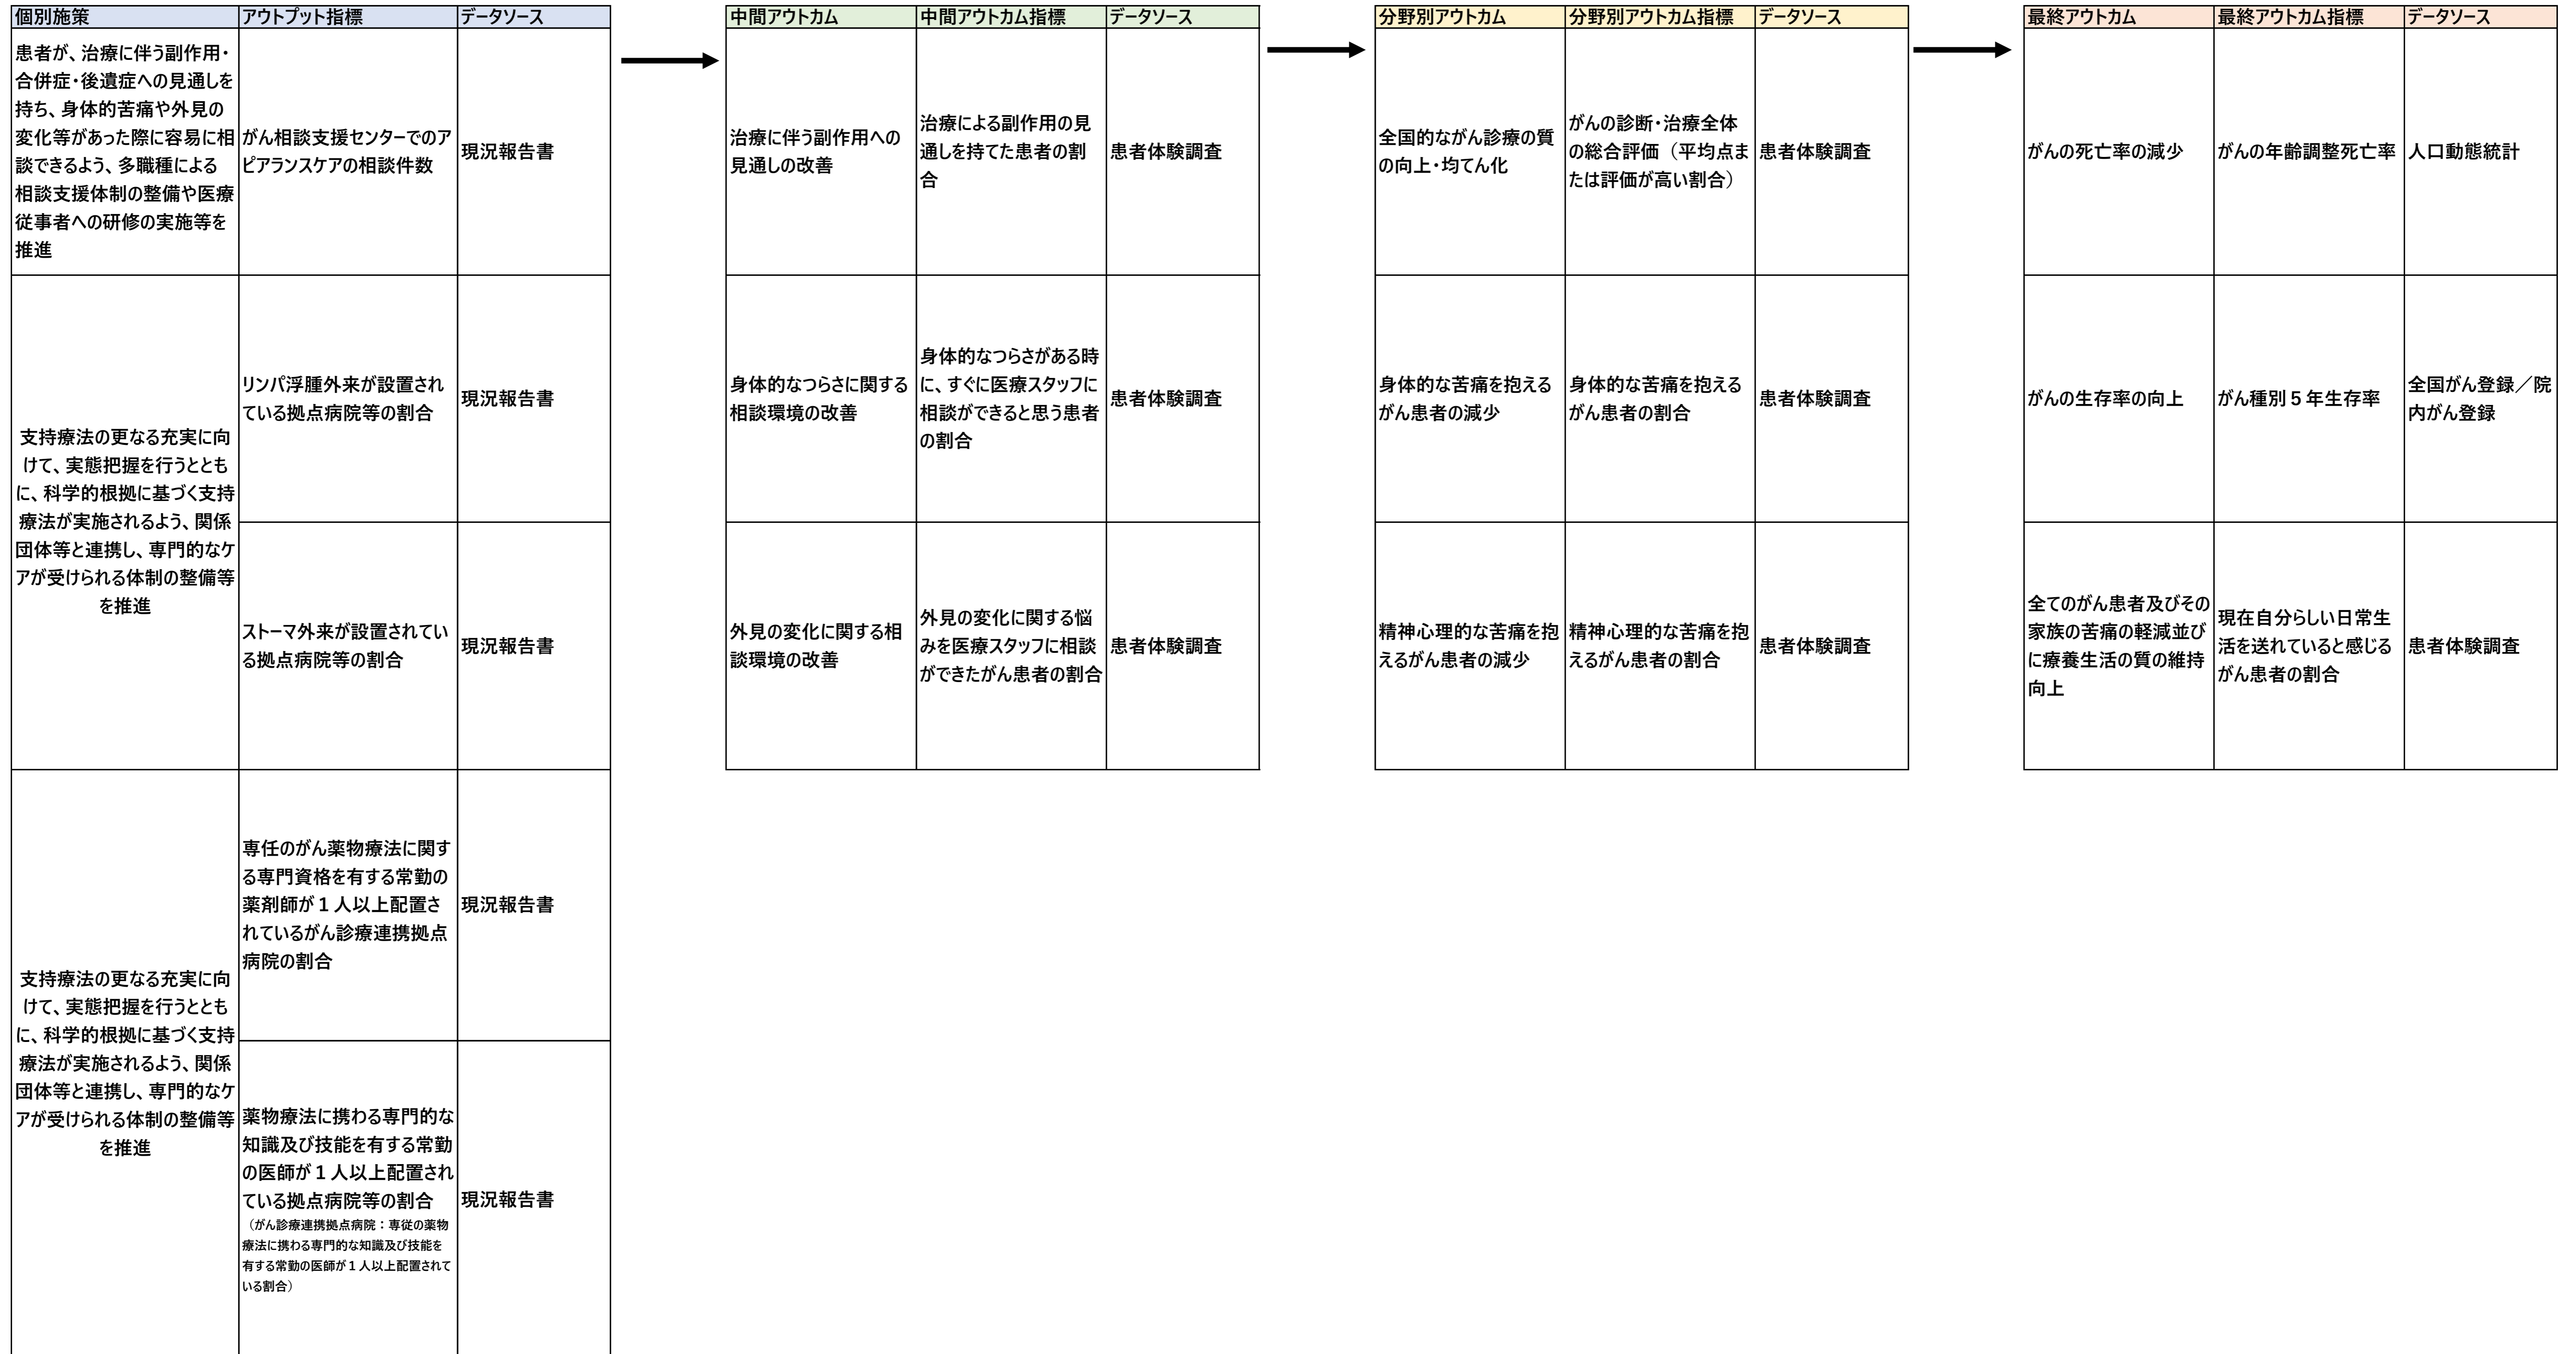 個別施策
アウトプット指標
データソース
患者が、治療に伴う副作用・
合併症・後遺症への見通しを
持ち、身体的苦痛や外見の
変化等があった際に容易に相
談できるよう、多職種による
相談支援体制の整備や医療
従事者への研修の実施等を
推進
がん相談支援センターでのア
ピアランスケアの相談件数
現況報告書
支持療法の更なる充実に向
けて、実態把握を行うととも
に、科学的根拠に基づく支持
療法が実施されるよう、関係
団体等と連携し、専門的なケ
アが受けられる体制の整備等
を推進
リンパ浮腫外来が設置され
ている拠点病院等の割合
現況報告書
ストーマ外来が設置されてい
る拠点病院等の割合
現況報告書
支持療法の更なる充実に向
けて、実態把握を行うととも
に、科学的根拠に基づく支持
療法が実施されるよう、関係
団体等と連携し、専門的なケ
アが受けられる体制の整備等
を推進
専任のがん薬物療法に関す
る専門資格を有する常勤の
薬剤師が1人以上配置さ
れているがん診療連携拠点
病院の割合
現況報告書
薬物療法に携わる専門的な
知識及び技能を有する常勤
の医師が1人以上配置され
ている拠点病院等の割合
（がん診療連携拠点病院：専従の薬物
療法に携わる専門的な知識及び技能を
有する常勤の医師が1人以上配置されて
いる割合）
現況報告書
中間アウトカム
中間アウトカム指標
データソース
治療に伴う副作用への
見通しの改善
治療による副作用の見
通しを持てた患者の割
合
患者体験調査
身体的なつらさに関する
相談環境の改善
身体的なつらさがある時
に、すぐに医療スタッフに
相談ができると思う患者
の割合
患者体験調査
外見の変化に関する相
談環境の改善
外見の変化に関する悩
みを医療スタッフに相談
ができたがん患者の割合
患者体験調査
分野別アウトカム
分野別アウトカム指標
データソース
全国的ながん診療の質
の向上・均てん化
がんの診断・治療全体
の総合評価（平均点ま
たは評価が高い割合）
患者体験調査
身体的な苦痛を抱える
がん患者の減少
身体的な苦痛を抱える
がん患者の割合
患者体験調査
精神心理的な苦痛を抱
えるがん患者の減少
精神心理的な苦痛を抱
えるがん患者の割合
患者体験調査
最終アウトカム
最終アウトカム指標
データソース
がんの死亡率の減少
がんの年齢調整死亡率
人口動態統計
がんの生存率の向上
がん種別５年生存率
全国がん登録／院
内がん登録
全てのがん患者及びその
家族の苦痛の軽減並び
に療養生活の質の維持
向上
現在自分らしい日常生
活を送れていると感じる
がん患者の割合
患者体験調査